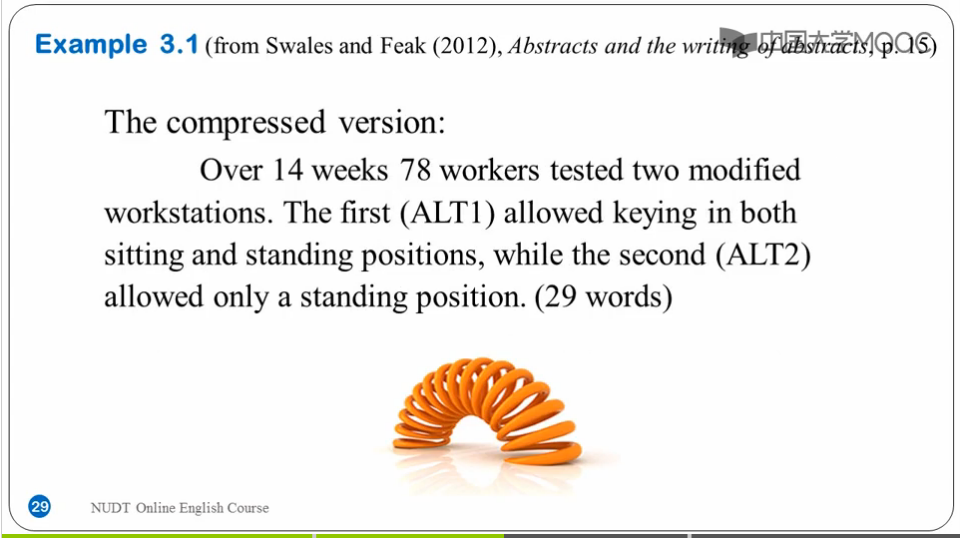 Example 3.1 (from Swales and Feak (2012), Abstracts and the writing of abstracts, p. 15)
中国大学MOOC
The compressed version:
Over 14 weeks 78 workers tested two modified
workstations. The first (ALT1) allowed keying in both
sitting and standing positions, while the second (ALT2)
allowed only a standing position. (29 words)
29 NUDT Online English Course